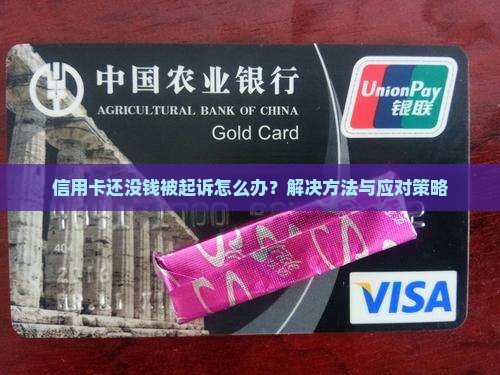 中国农业银行
AGRICULTURAL BANK OF CHINA
Gold Card
UnionPay
银联
信用卡还没钱被起诉怎么办？解决方法与应对策略
VISA